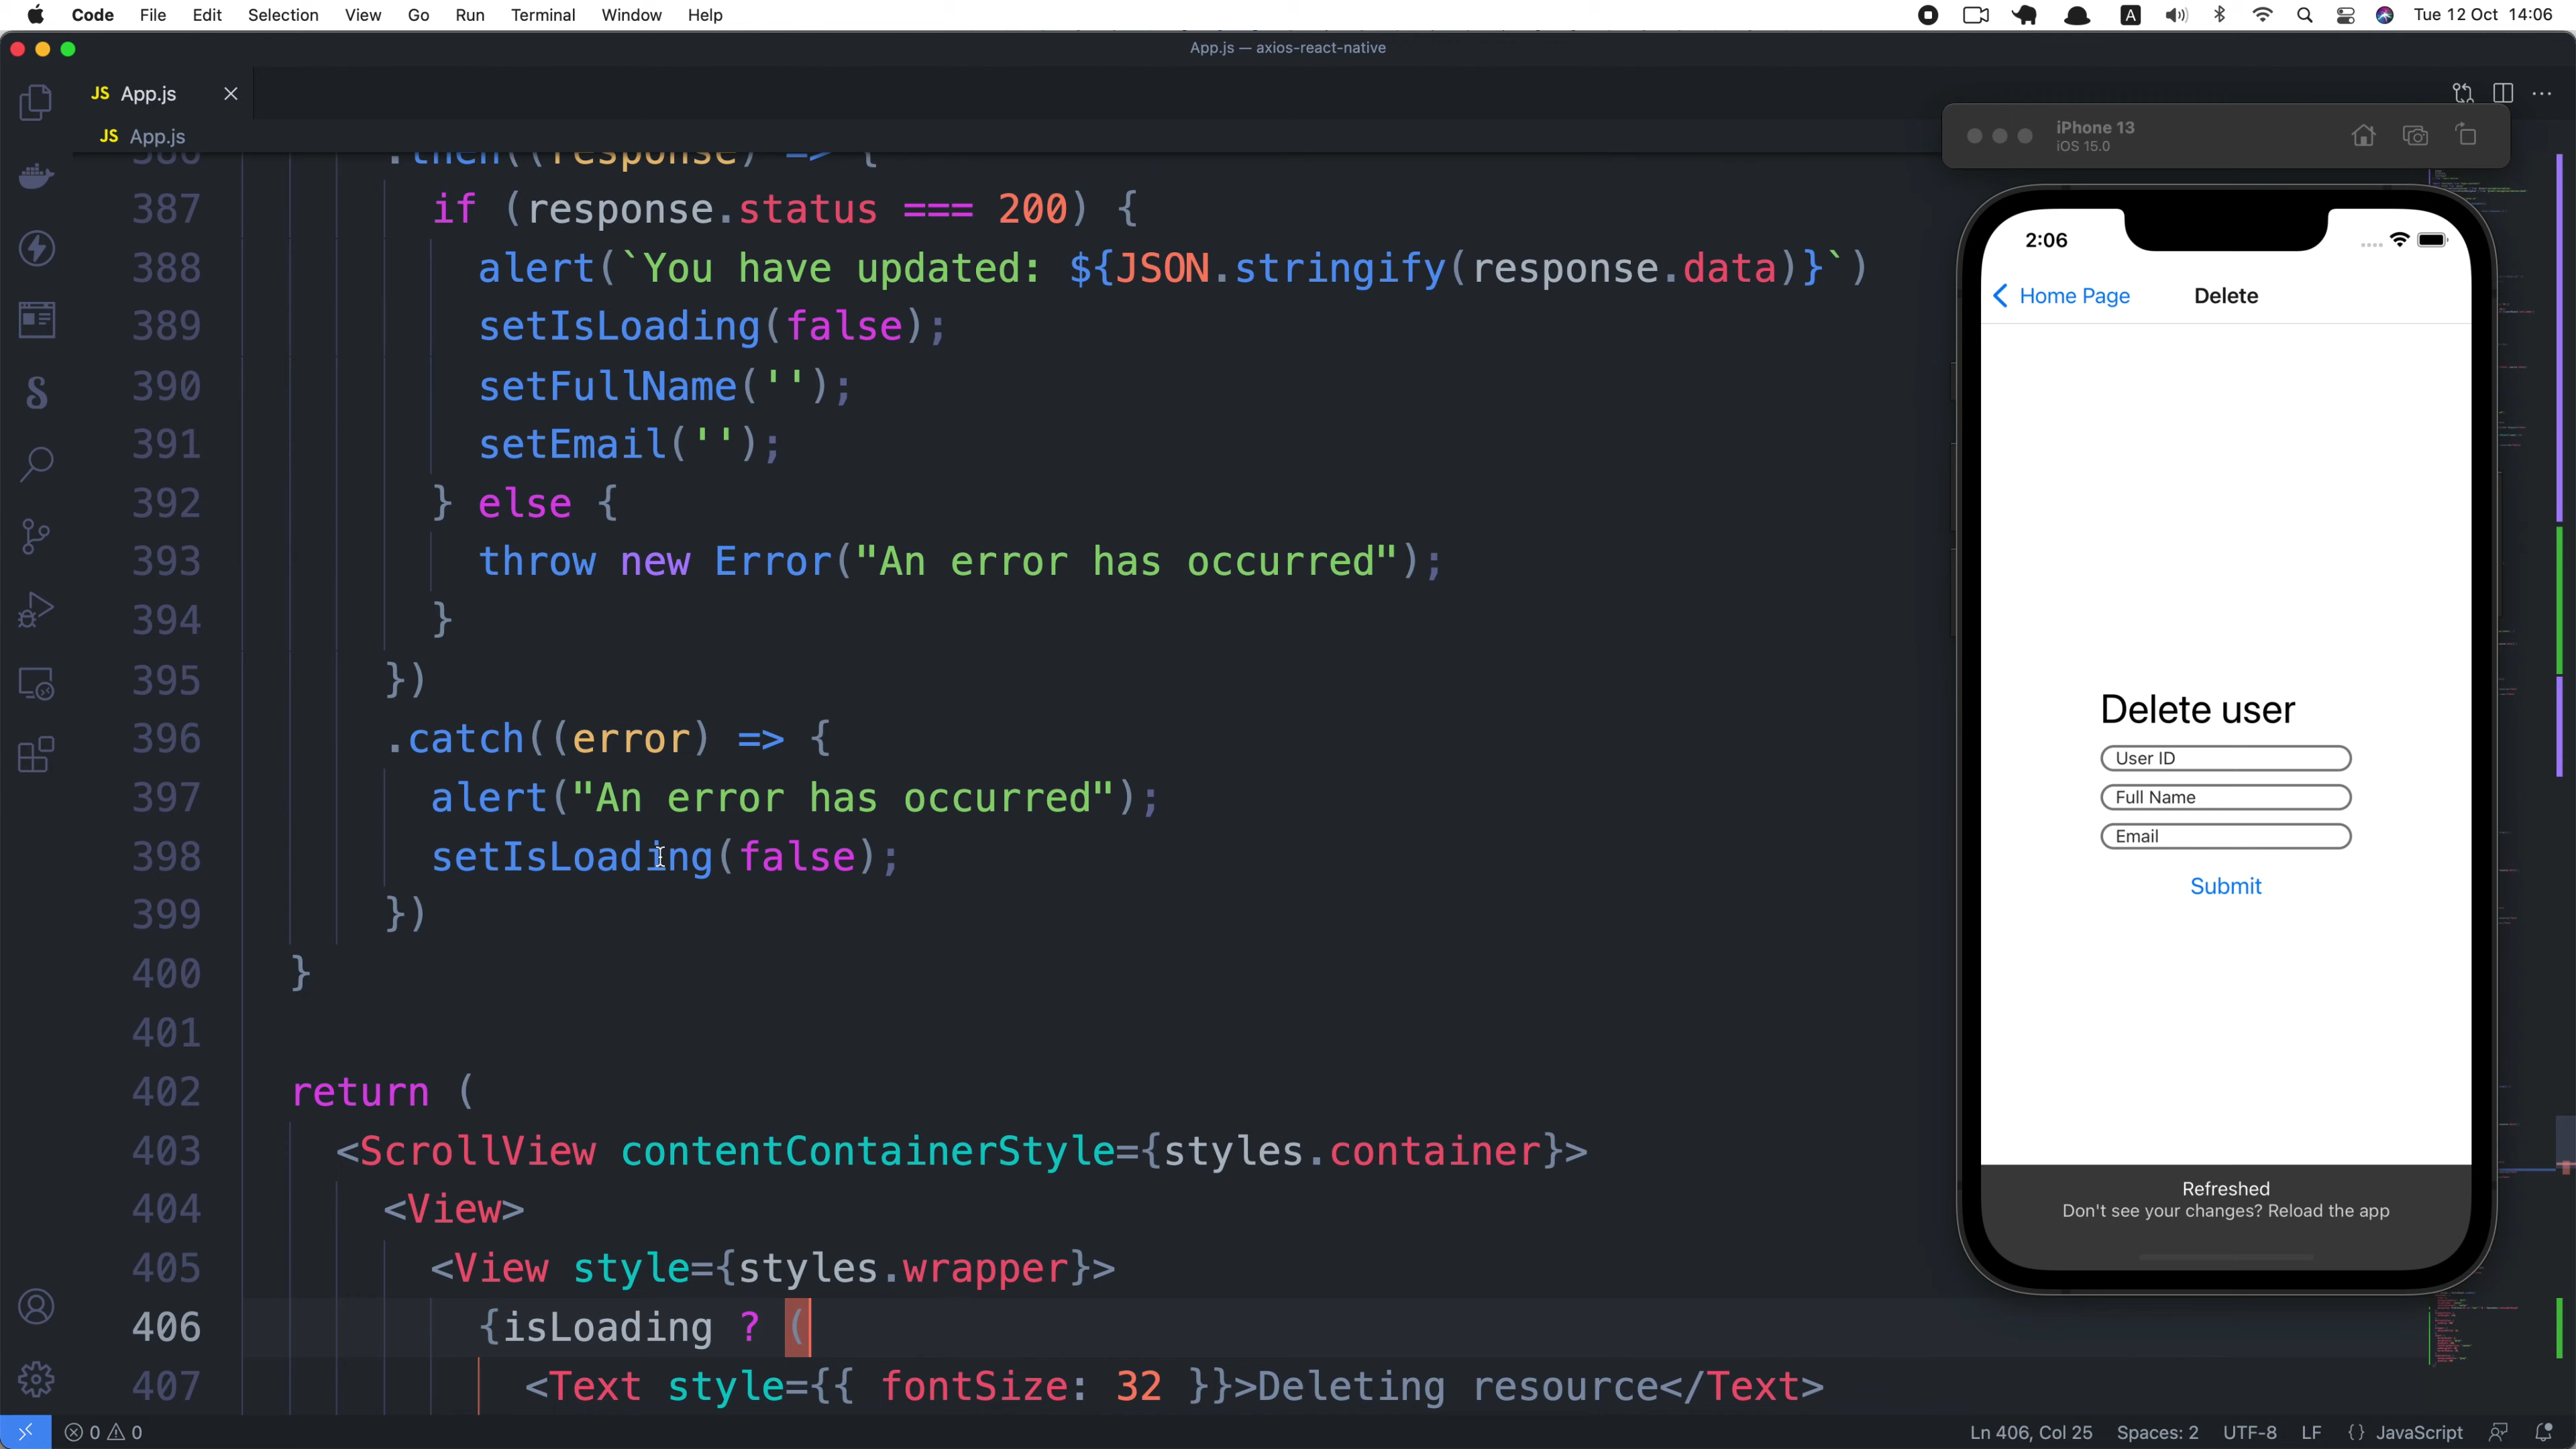 Code File Edit Selection View Go Run Terminal Window Help
A
Tue 12 Oct 14:06
App.js — axios-react-native
JS App.js
JS App.js
386 .then((response) => {
387 if (response.status === 200) {
388 alert(`You have updated: ${JSON.stringify(response.data)}`)
389 setIsLoading(false);
390 setFullName('');
391 setEmail('');
392 } else {
393 throw new Error("An error has occurred");
394 }
395 })
396 .catch((error) => {
397 alert("An error has occurred");
398 setIsLoading(false);
399 })
400 }
401
402 return (
403 <ScrollView contentContainerStyle={styles.container}>
404 <View>
405 <View style={styles.wrapper}>
406 {isLoading ? (
407 <Text style={{ fontSize: 32 }}>Deleting resource</Text>
iPhone 13
iOS 15.0
2:06
Home Page
Delete
Delete user
User ID
Full Name
Email
Submit
Refreshed
Don't see your changes? Reload the app
0 0
Ln 406, Col 25 Spaces: 2 UTF-8 LF {} JavaScript